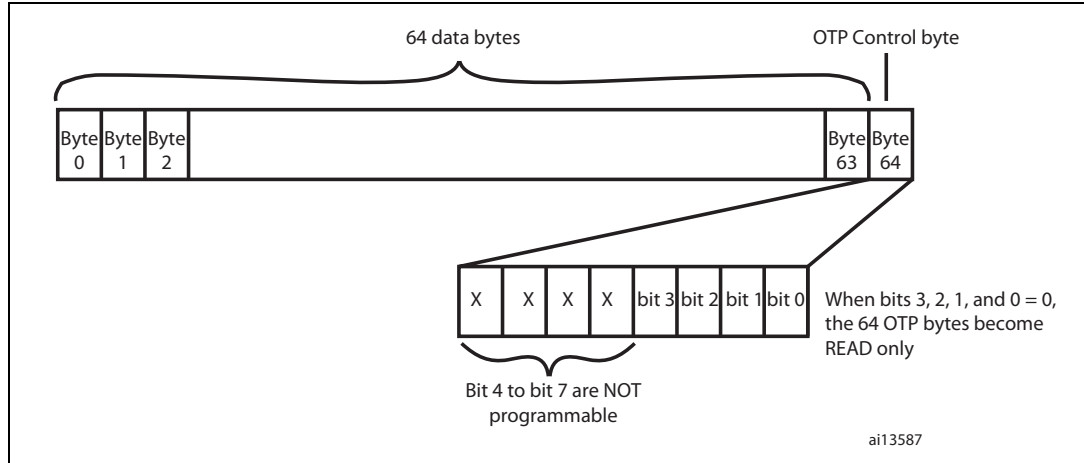 64 data bytes OTP Control byte
Byte Byte Byte Byte Byte
0 1 2 63 64
X X X X bit 3 bit 2 bit 1 bit 0
When bits 3, 2, 1, and 0 = 0,
the 64 OTP bytes become
READ only
Bit 4 to bit 7 are NOT
programmable
ai13587